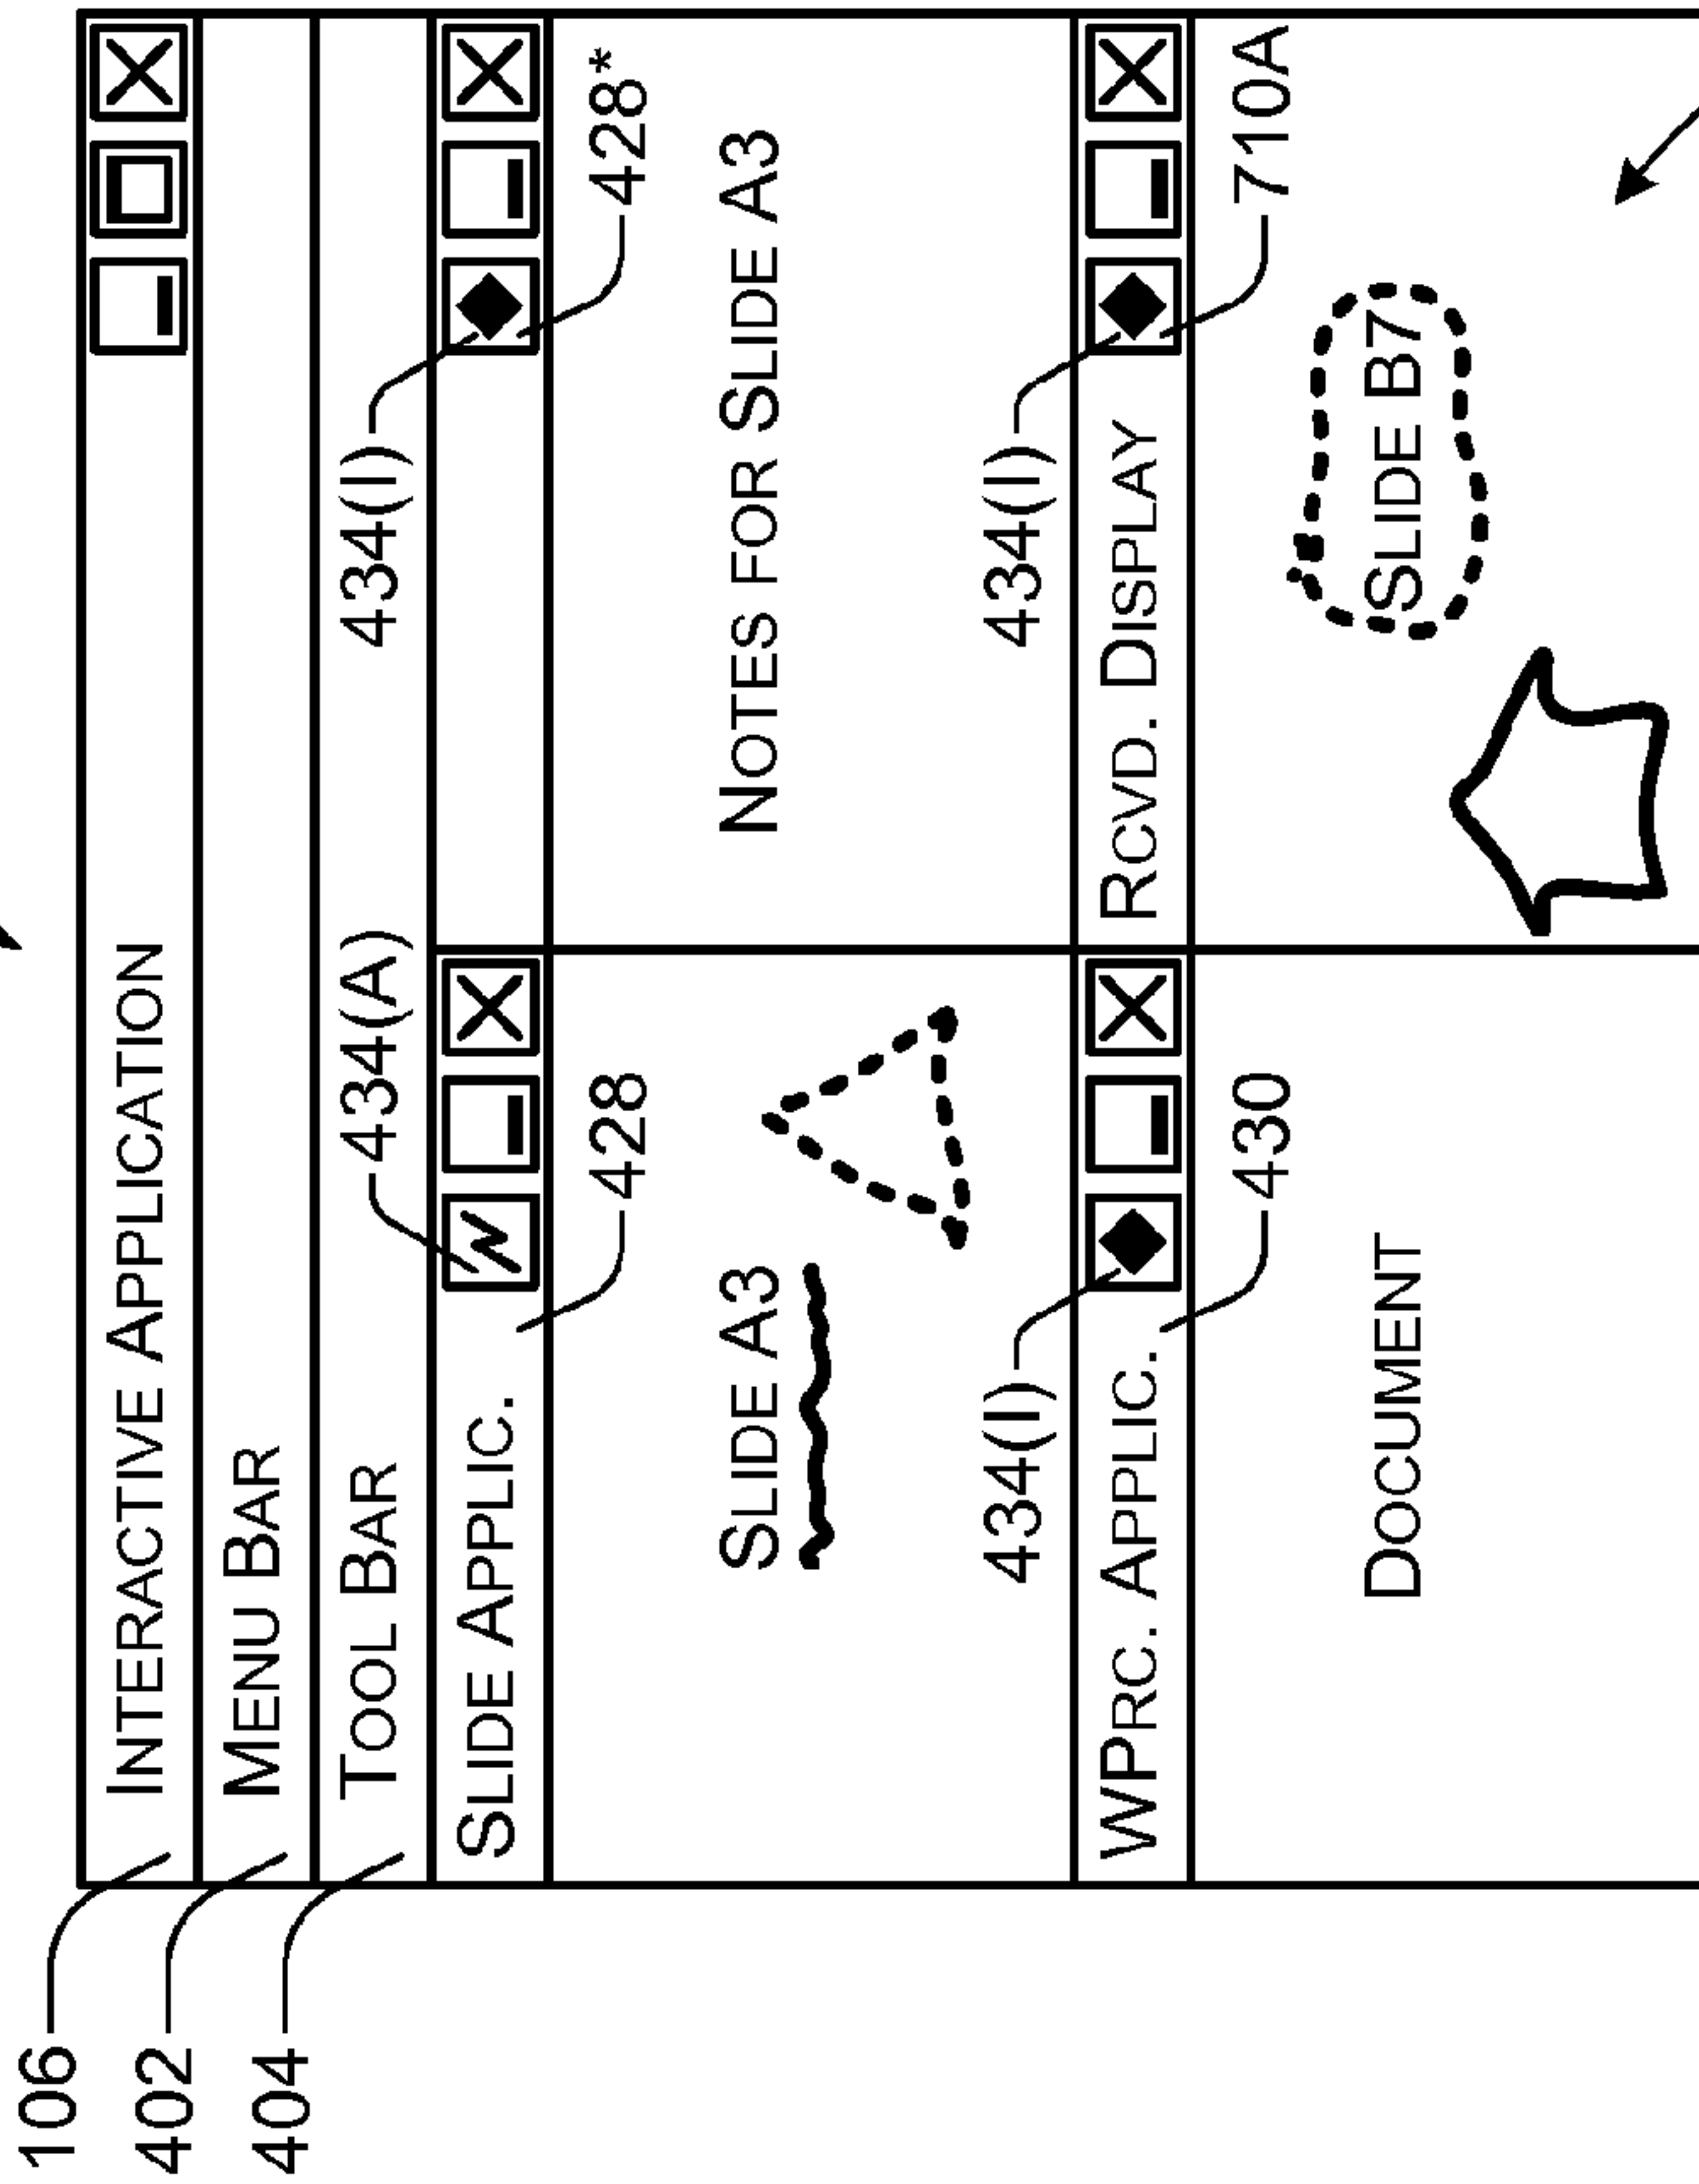 106
INTERACTIVE APPLICATION
402
MENU BAR
404
TOOL BAR
434(A)
434(I)
SLIDE APPLIC.
428
428*
SLIDE A3
NOTES FOR SLIDE A3
434(I)
434(I)
WPRC. APPLIC.
RCVD. DISPLAY
430
710A
DOCUMENT
SLIDE B7